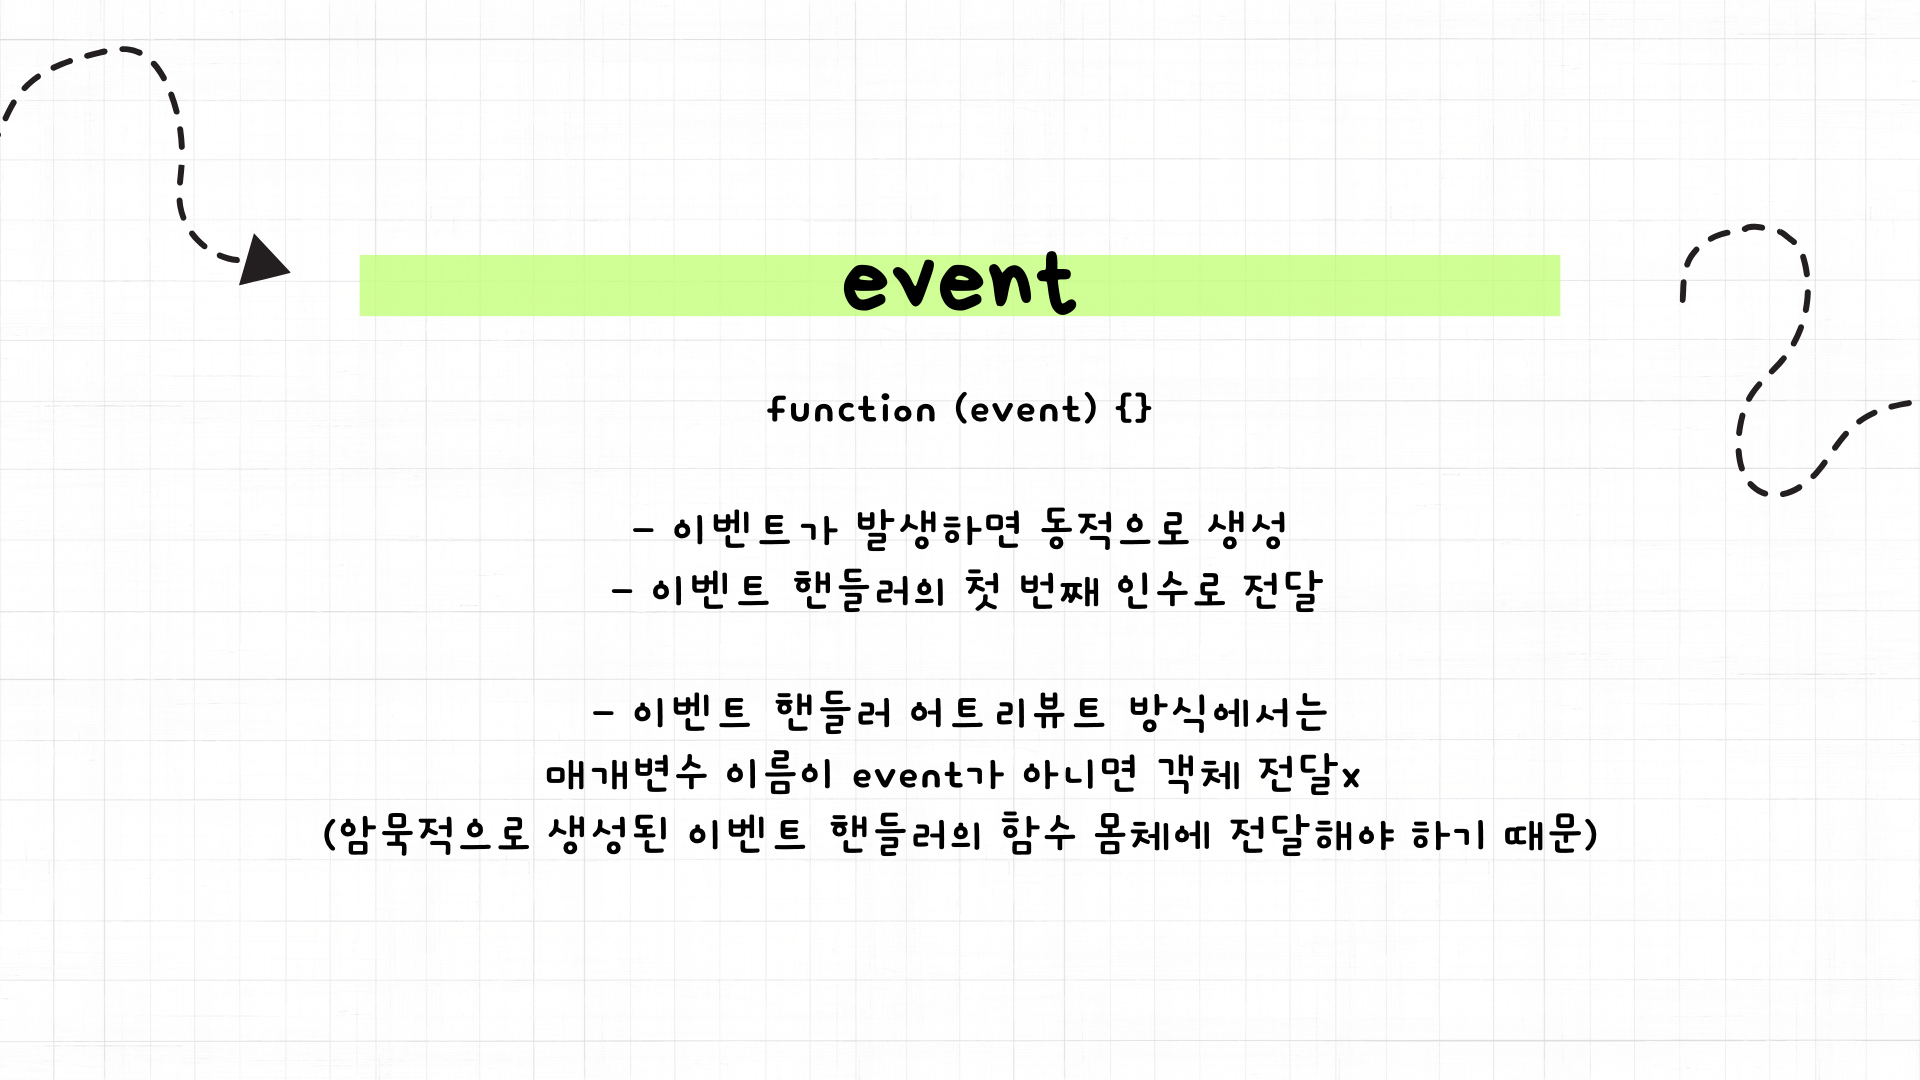 event
function (event) {}
- 이벤트가 발생하면 동적으로 생성
- 이벤트 핸들러의 첫 번째 인수로 전달
- 이벤트 핸들러 어트리뷰트 방식에서는
매개변수 이름이 event가 아니면 객체 전달x
(암묵적으로 생성된 이벤트 핸들러의 함수 몸체에 전달해야 하기 때문)